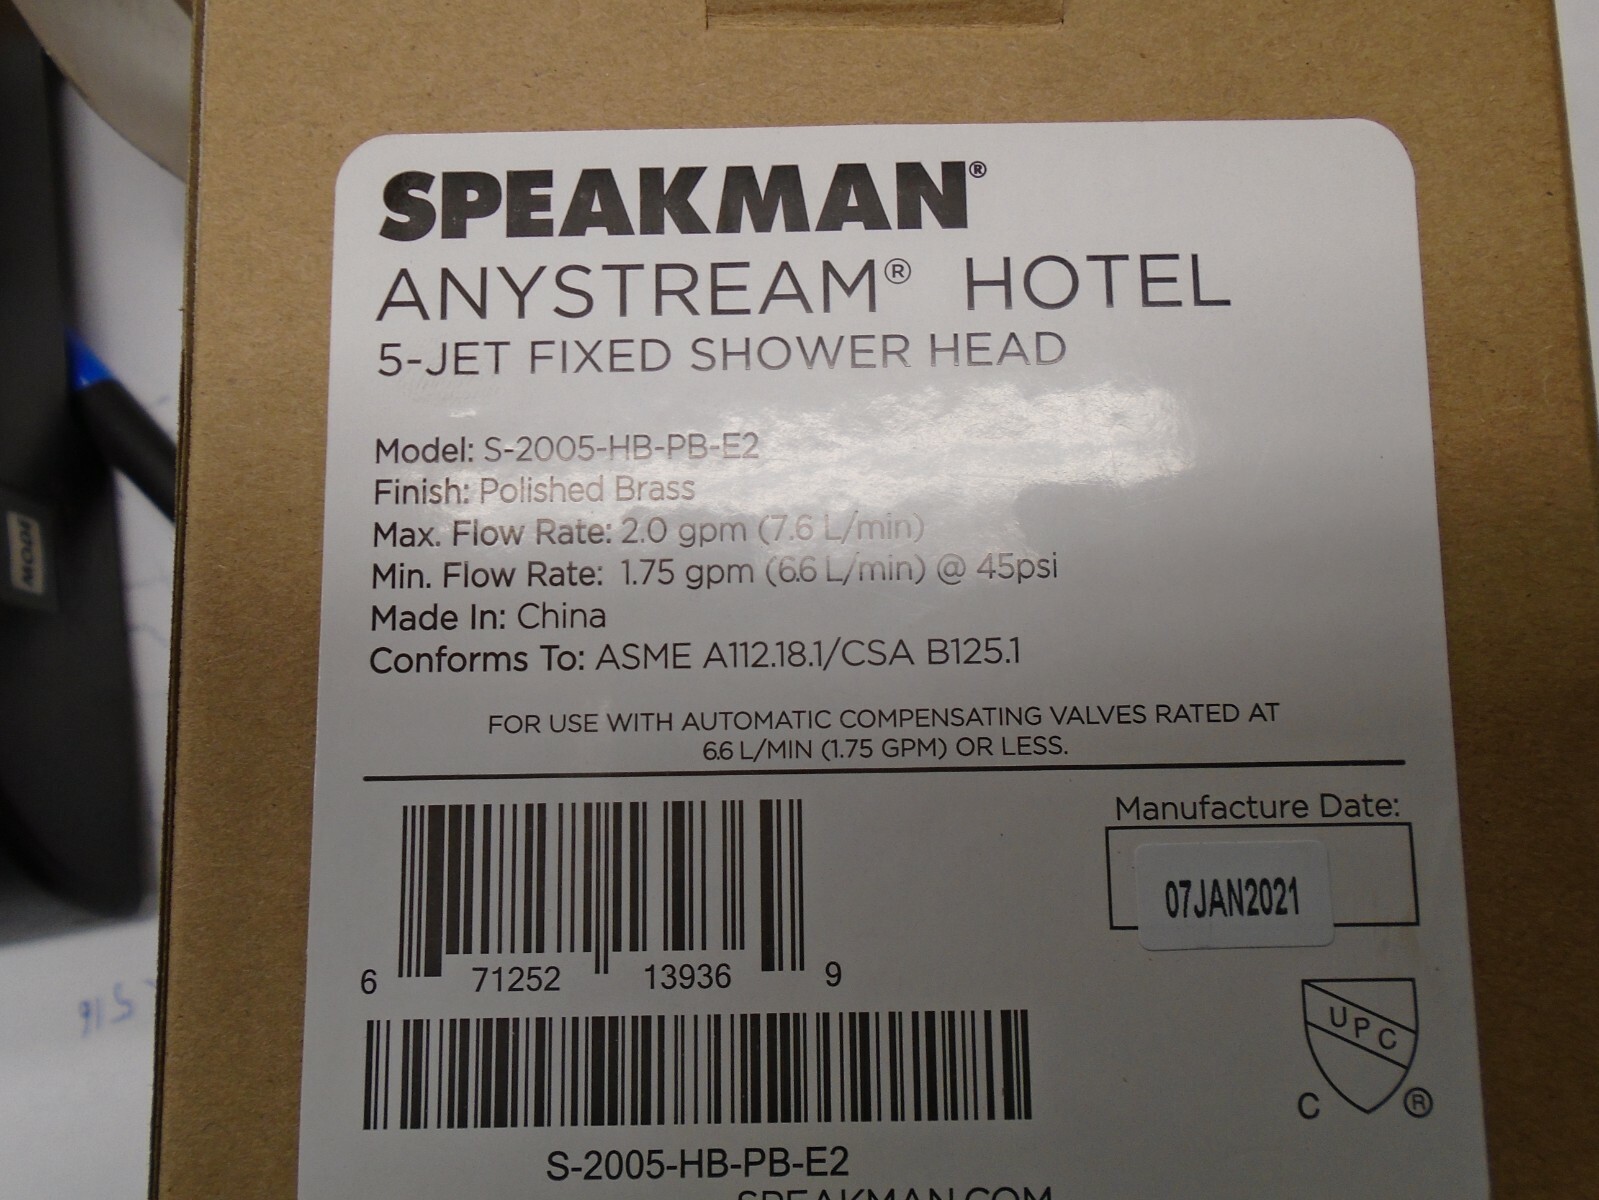 SPEAKMAN®
ANYSTREAM® HOTEL
5-JET FIXED SHOWER HEAD
Model: S-2005-HB-PB-E2
Finish: Polished Brass
Max. Flow Rate: 2.0 gpm (7.6 L/min)
Min. Flow Rate: 1.75 gpm (6.6 L/min) @ 45psi
Made In: China
Conforms To: ASME A112.18.1/CSA B125.1
FOR USE WITH AUTOMATIC COMPENSATING VALVES RATED AT
6.6 L/MIN (1.75 GPM) OR LESS.
Manufacture Date:
07JAN2021
6 71252 13936 9
UPC
C ®
S-2005-HB-PB-E2
SPEAKMAN.COM
MODE